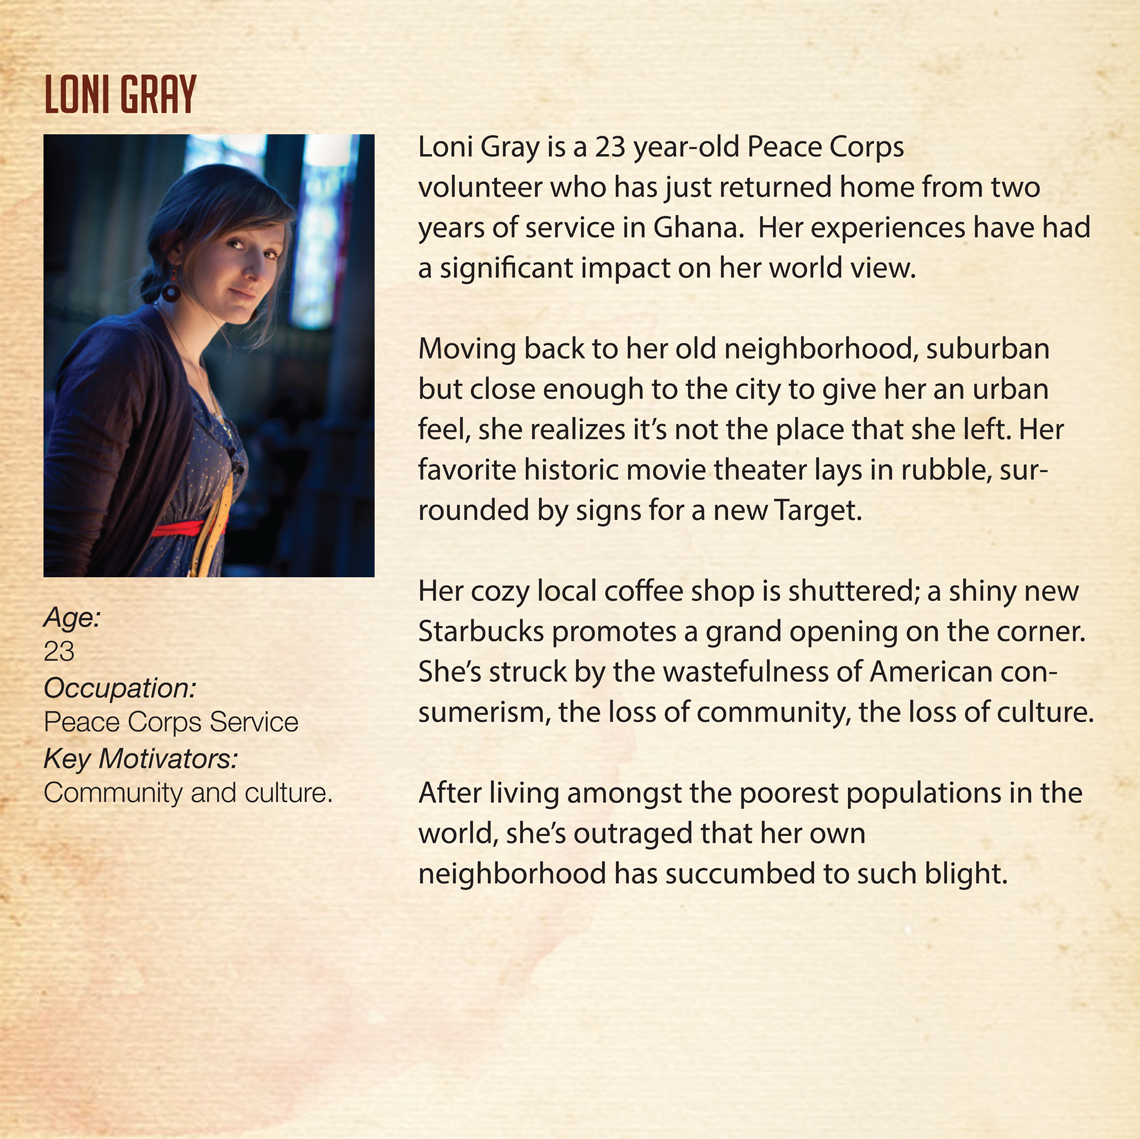 LONI GRAY
Loni Gray is a 23 year-old Peace Corps
volunteer who has just returned home from two
years of service in Ghana.  Her experiences have had
a significant impact on her world view.
Moving back to her old neighborhood, suburban
but close enough to the city to give her an urban
feel, she realizes it’s not the place that she left. Her
favorite historic movie theater lays in rubble, sur-
rounded by signs for a new Target.
Her cozy local coffee shop is shuttered; a shiny new
Starbucks promotes a grand opening on the corner.
She’s struck by the wastefulness of American con-
sumerism, the loss of community, the loss of culture.
After living amongst the poorest populations in the
world, she’s outraged that her own
neighborhood has succumbed to such blight.
Age:
23
Occupation:
Peace Corps Service
Key Motivators:
Community and culture.